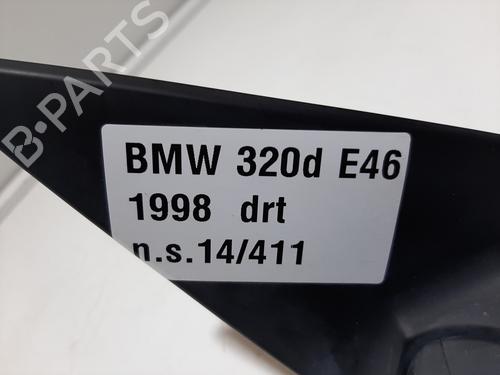 B-PARTS
BMW 320d E46
1998 drt
n.s.14/411